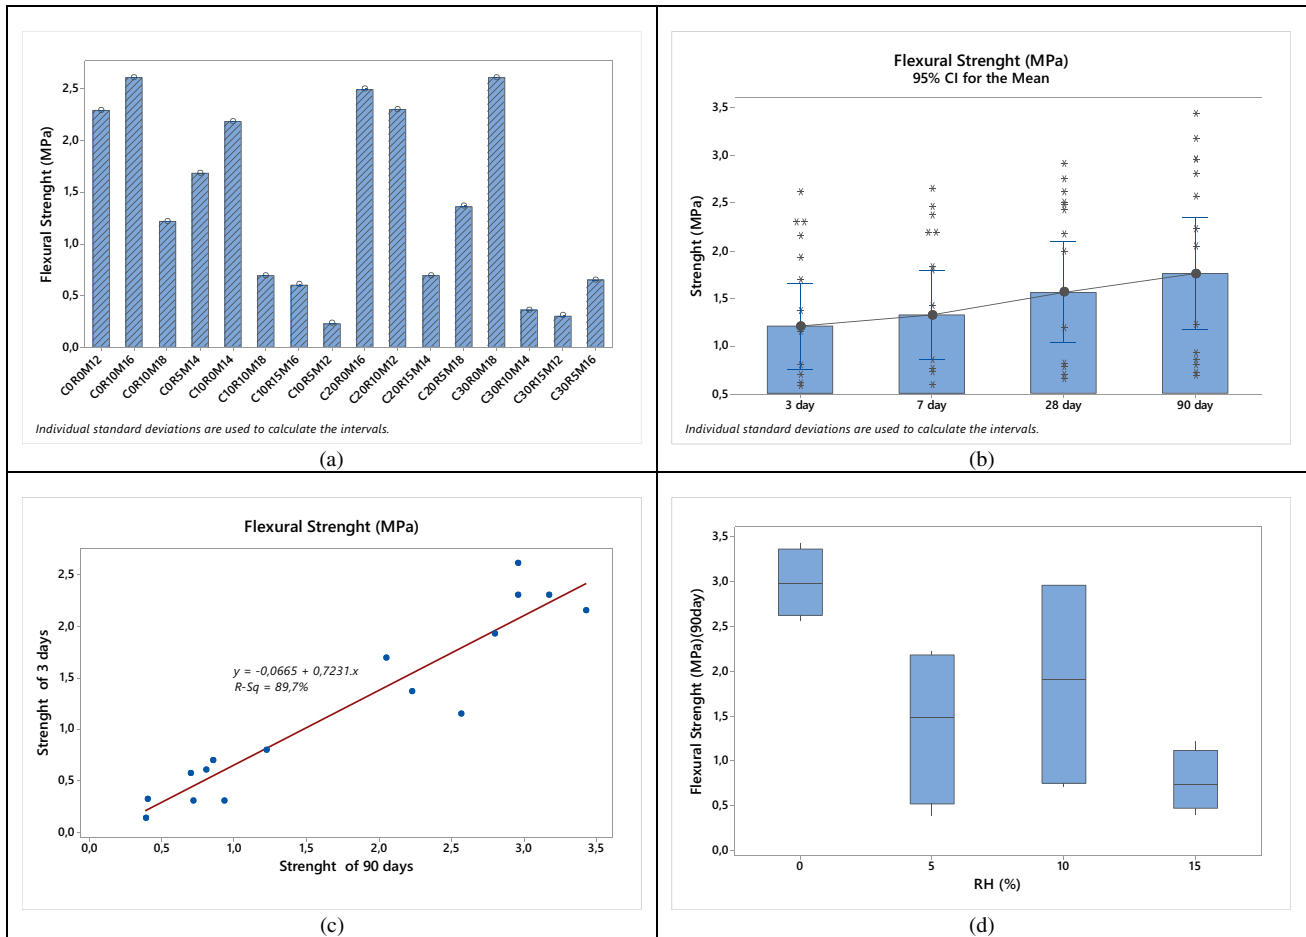 2,5
2,0
1,5
1,0
0,5
0,0
Flexural Strenght (MPa)
C0R0M12
C0R10M16
C0R10M18
C0R5M14
C10R0M14
C10R10M18
C10R15M16
C10R5M12
C20R0M16
C20R10M12
C20R15M14
C20R5M18
C30R0M18
C30R10M14
C30R15M12
C30R5M16
Individual standard deviations are used to calculate the intervals.
(a)
Flexural Strenght (MPa)
95% CI for the Mean
3,5
3,0
2,5
2,0
1,5
1,0
0,5
Strenght (MPa)
3 day 7 day 28 day 90 day
Individual standard deviations are used to calculate the intervals.
(b)
Flexural Strenght (MPa)
2,5
2,0
1,5
1,0
0,5
0,0
Strenght of 3 days
y = -0,0665 + 0,7231.x
R-Sq = 89,7%
0,0 0,5 1,0 1,5 2,0 2,5 3,0 3,5
Strenght of 90 days
(c)
3,5
3,0
2,5
2,0
1,5
1,0
0,5
0,0
Flexural Strenght (MPa)(90day)
0 5 10 15
RH (%)
(d)